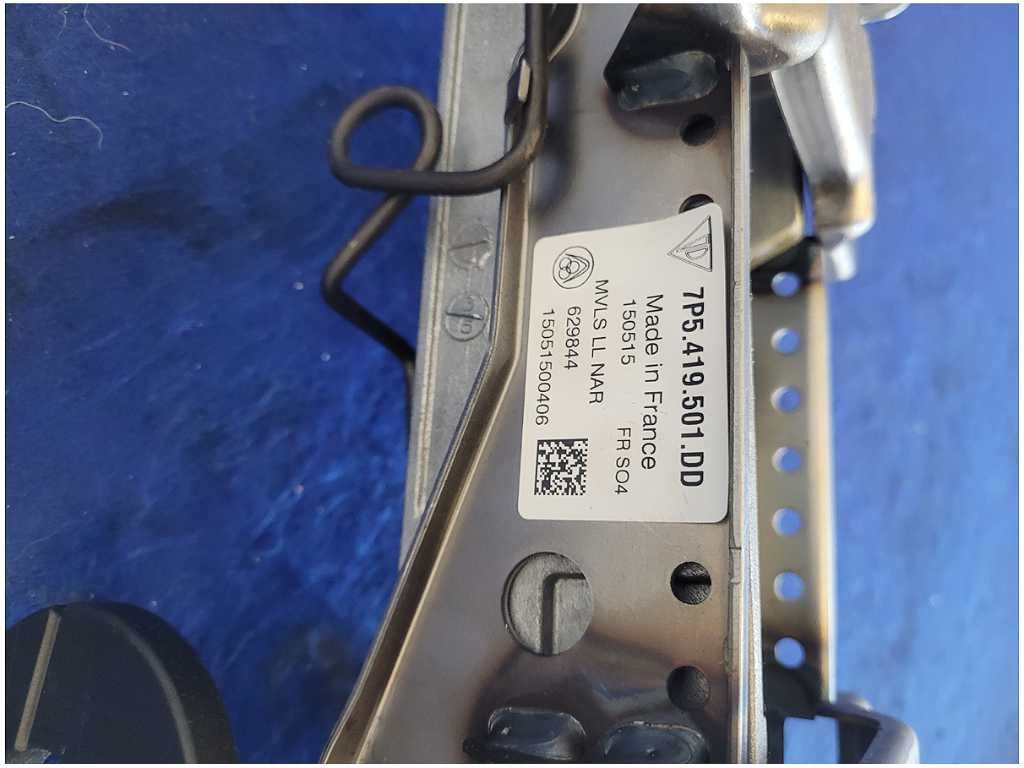 7P5.419.501.DD
Made in France
150515 FR SO4
MVLS LL NAR
629844
15051500406